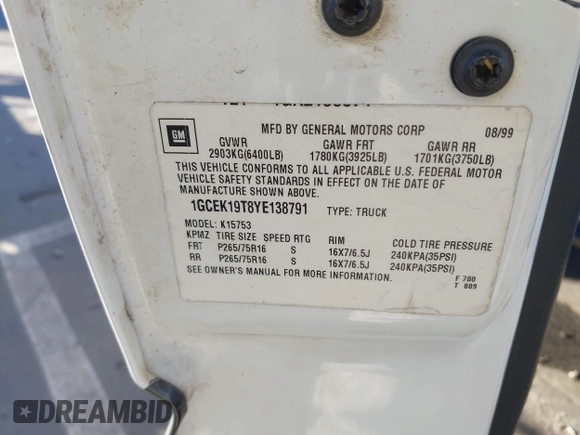 GM
MFD BY GENERAL MOTORS CORP 08/99
GVWR GAWR FRT GAWR RR
2903KG(6400LB) 1780KG(3925LB) 1701KG(3750LB)
THIS VEHICLE CONFORMS TO ALL APPLICABLE U.S. FEDERAL MOTOR
VEHICLE SAFETY STANDARDS IN EFFECT ON THE DATE OF
MANUFACTURE SHOWN ABOVE.
1GCEK19T8YE138791 TYPE: TRUCK
MODEL: K15753
KPMZ TIRE SIZE SPEED RTG RIM COLD TIRE PRESSURE
FRT P265/75R16 S 16X7/6.5J 240KPA(35PSI)
RR P265/75R16 S 16X7/6.5J 240KPA(35PSI)
SEE OWNER'S MANUAL FOR MORE INFORMATION.
F 700
T 809
DREAMBID